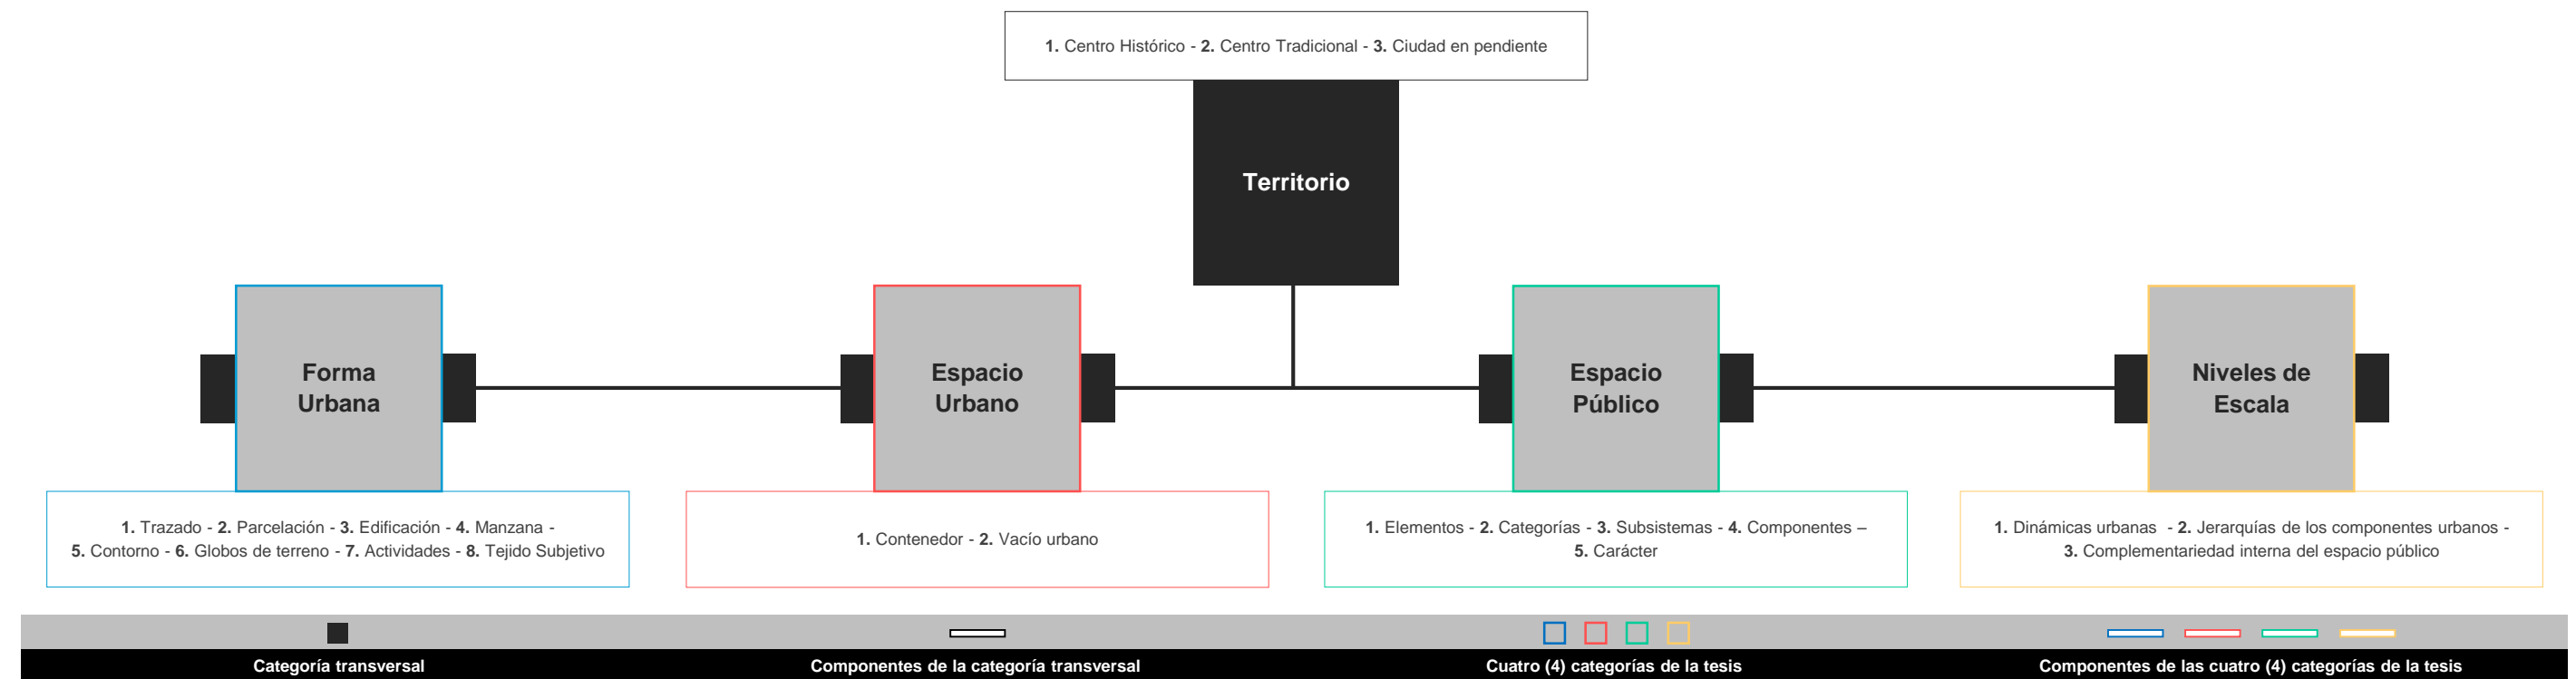 1. Centro Histórico - 2. Centro Tradicional - 3. Ciudad en pendiente
Territorio
Forma
Urbana
Espacio
Urbano
Espacio
Público
Niveles de
Escala
1. Trazado - 2. Parcelación - 3. Edificación - 4. Manzana -
5. Contorno - 6. Globos de terreno - 7. Actividades - 8. Tejido Subjetivo
1. Contenedor - 2. Vacío urbano
1. Elementos - 2. Categorías - 3. Subsistemas - 4. Componentes –
5. Carácter
1. Dinámicas urbanas - 2. Jerarquías de los componentes urbanos -
3. Complementariedad interna del espacio público
Categoría transversal
Componentes de la categoría transversal
Cuatro (4) categorías de la tesis
Componentes de las cuatro (4) categorías de la tesis